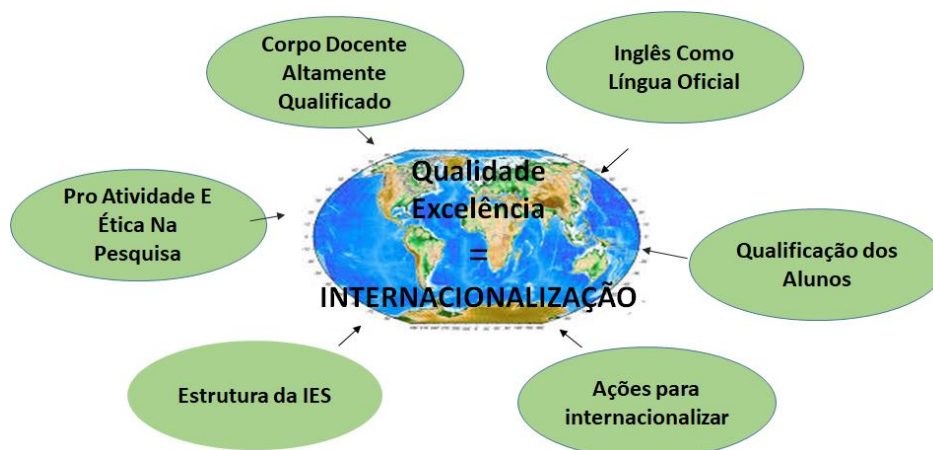 Corpo Docente
Altamente
Qualificado
Inglês Como
Língua Oficial
Pro Atividade E
Ética Na
Pesquisa
Qualidade
Excelência
=
INTERNACIONALIZAÇÃO
Qualificação dos
Alunos
Estrutura da IES
Ações para
internacionalizar